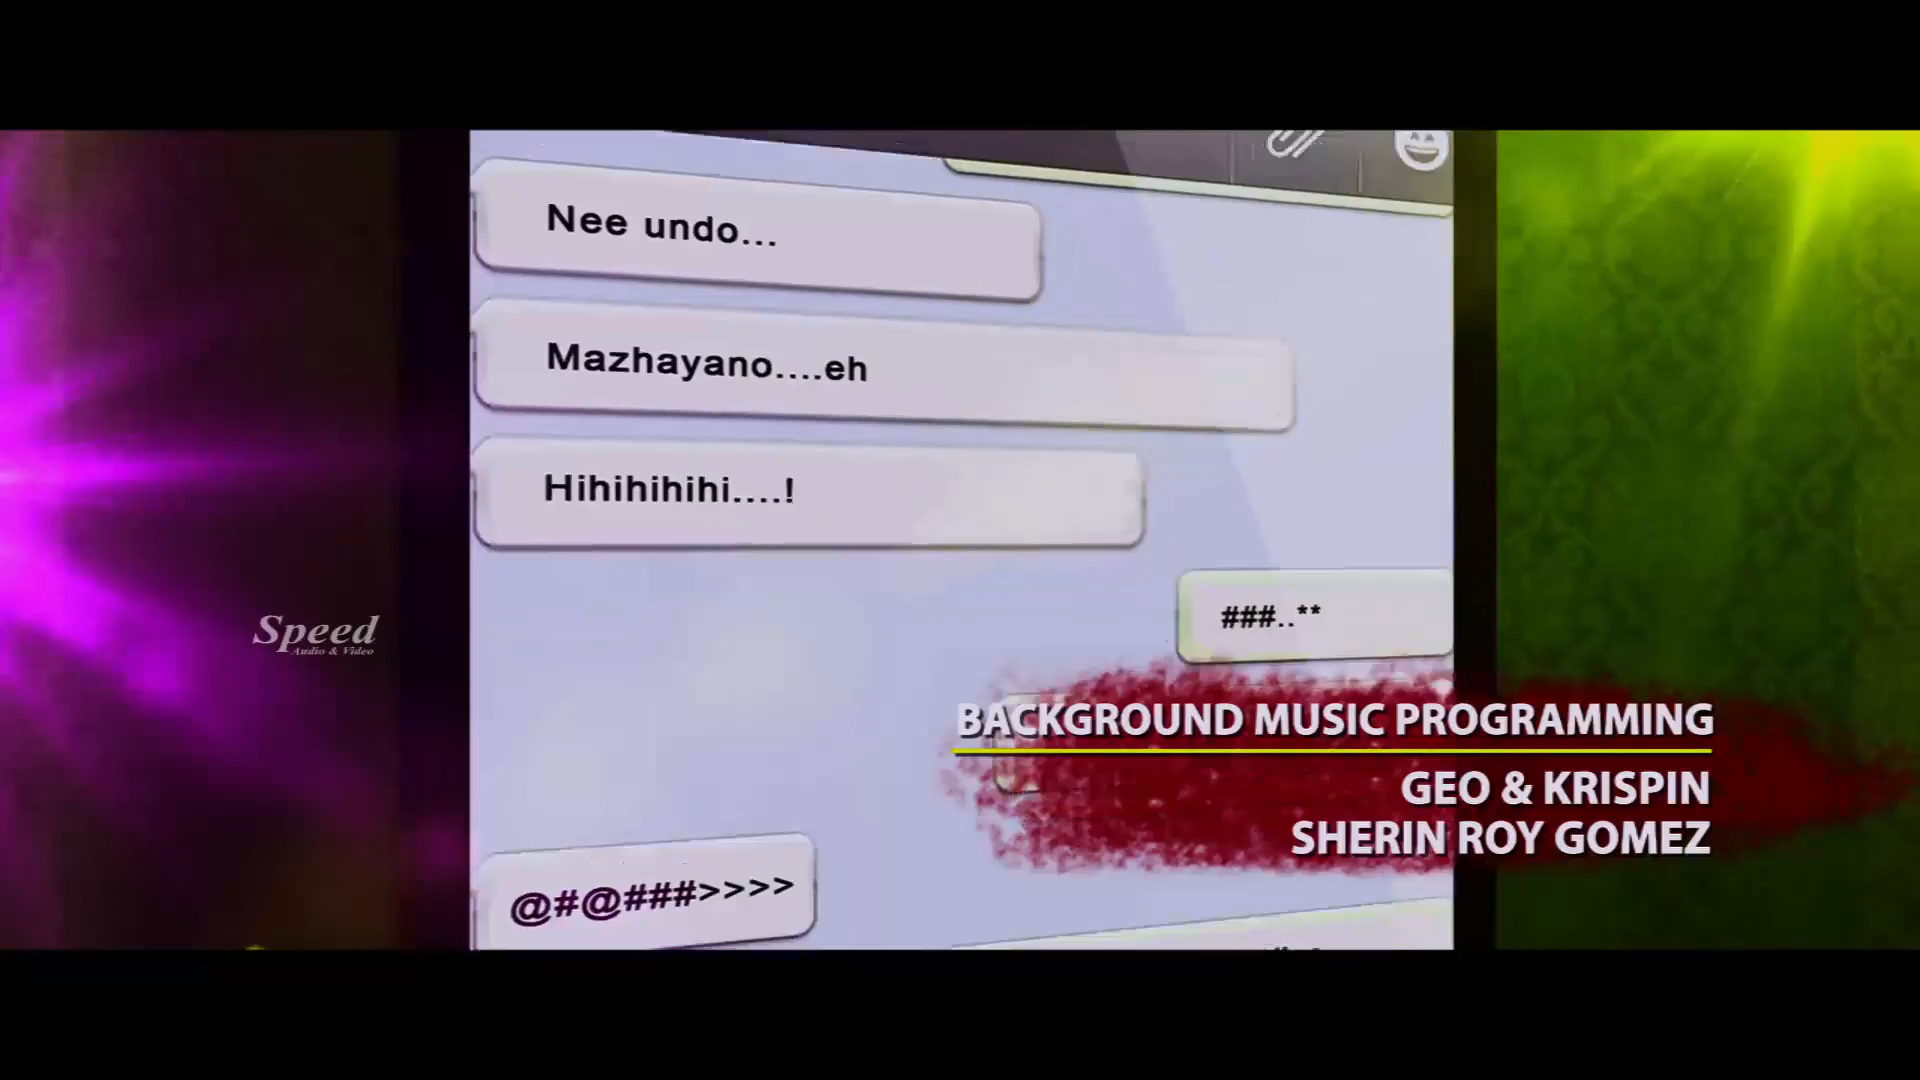 Nee undo...
Mazhayano....eh
Hihihihihi....!
###..**
Speed
Audio & Video
BACKGROUND MUSIC PROGRAMMING
GEO & KRISPIN
SHERIN ROY GOMEZ
@#@###>>>>